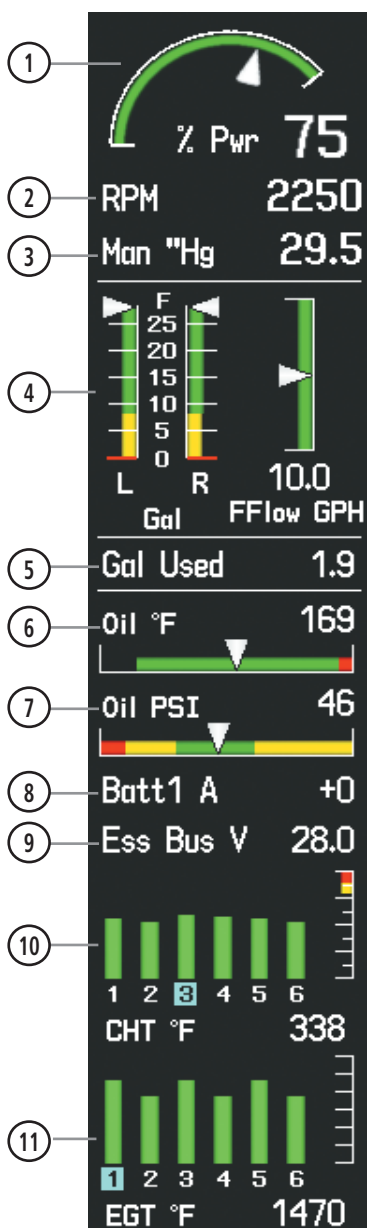 1
% Pwr 75
2 RPM 2250
3 Man "Hg 29.5
F
25
20
15
4
10
5
0
L R 10.0
Gal FFlow GPH
5 Gal Used 1.9
6 Oil °F 169
7 Oil PSI 46
8 Batt1 A +0
9 Ess Bus V 28.0
10
1 2 3 4 5 6
CHT °F 338
11
1 2 3 4 5 6
EGT °F 1470